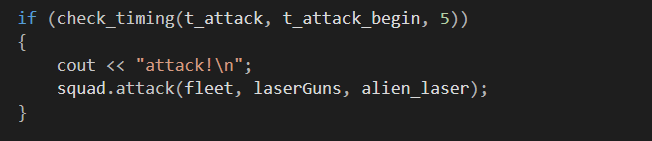 if (check_timing(t_attack, t_attack_begin, 5))
{
    cout << "attack!\n";
    squad.attack(fleet, laserGuns, alien_laser);
}